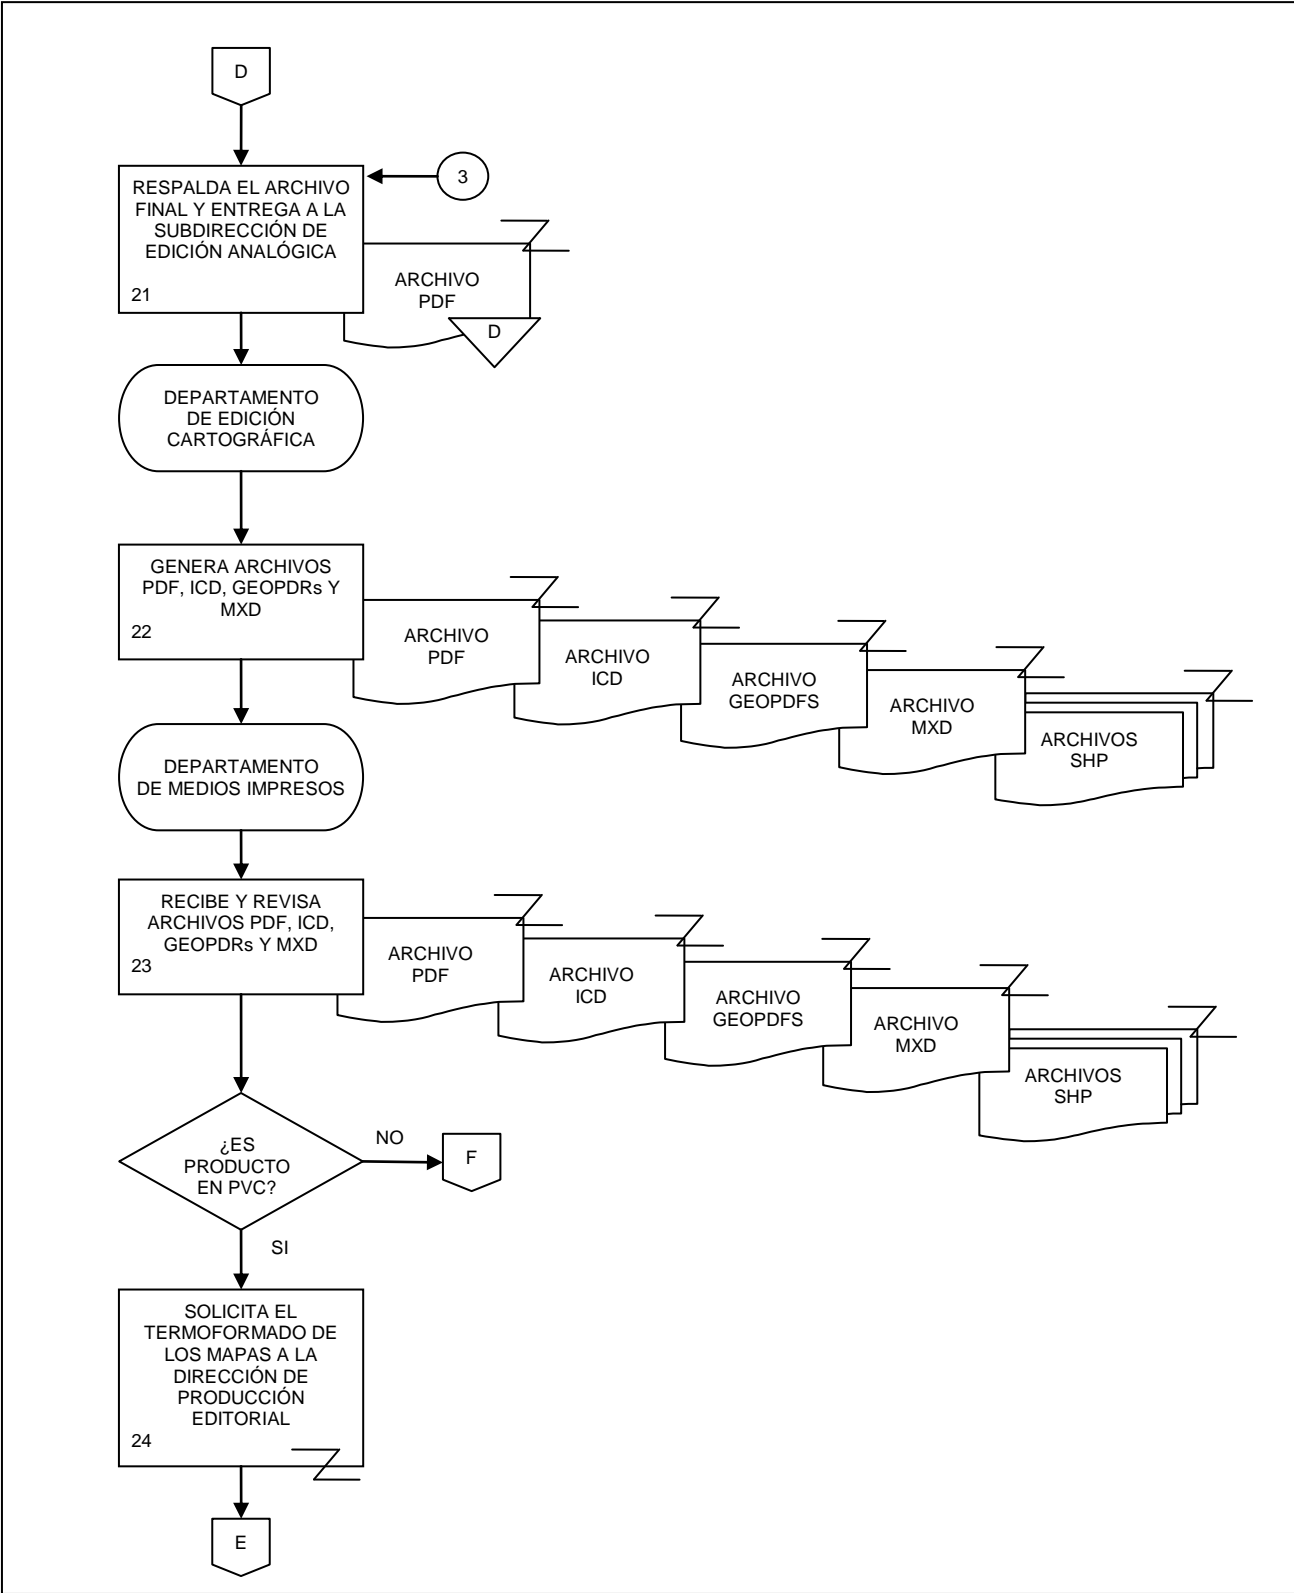 D
3
RESPALDA EL ARCHIVO
FINAL Y ENTREGA A LA
SUBDIRECCIÓN DE
EDICIÓN ANALÓGICA
21
ARCHIVO
PDF
D
DEPARTAMENTO
DE EDICIÓN
CARTOGRÁFICA
GENERA ARCHIVOS
PDF, ICD, GEOPDRs Y
MXD
22
ARCHIVO
PDF
ARCHIVO
ICD
ARCHIVO
GEOPDFS
ARCHIVO
MXD
ARCHIVOS
SHP
DEPARTAMENTO
DE MEDIOS IMPRESOS
RECIBE Y REVISA
ARCHIVOS PDF, ICD,
GEOPDRs Y MXD
23
ARCHIVO
PDF
ARCHIVO
ICD
ARCHIVO
GEOPDFS
ARCHIVO
MXD
ARCHIVOS
SHP
¿ES
PRODUCTO
EN PVC?
NO
F
SI
SOLICITA EL
TERMOFORMADO DE
LOS MAPAS A LA
DIRECCIÓN DE
PRODUCCIÓN
EDITORIAL
24
E